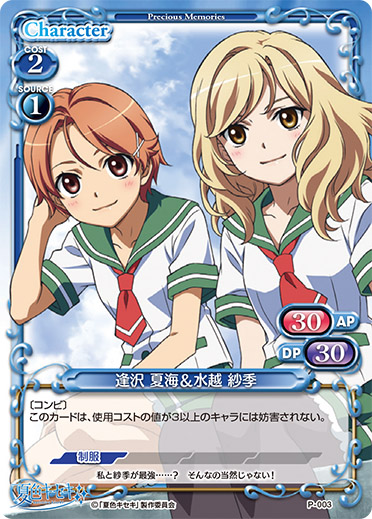 Precious Memories
Character
COST
2
SOURCE
1
30 AP
DP 30
逢沢 夏海&水越 紗季
〔コンビ〕
このカードは、使用コストの値が3以上のキャラには妨害されない。
制服
私と紗季が最強……? そんなの当然じゃない!
夏色キセキ
©「夏色キセキ」製作委員会
P-003